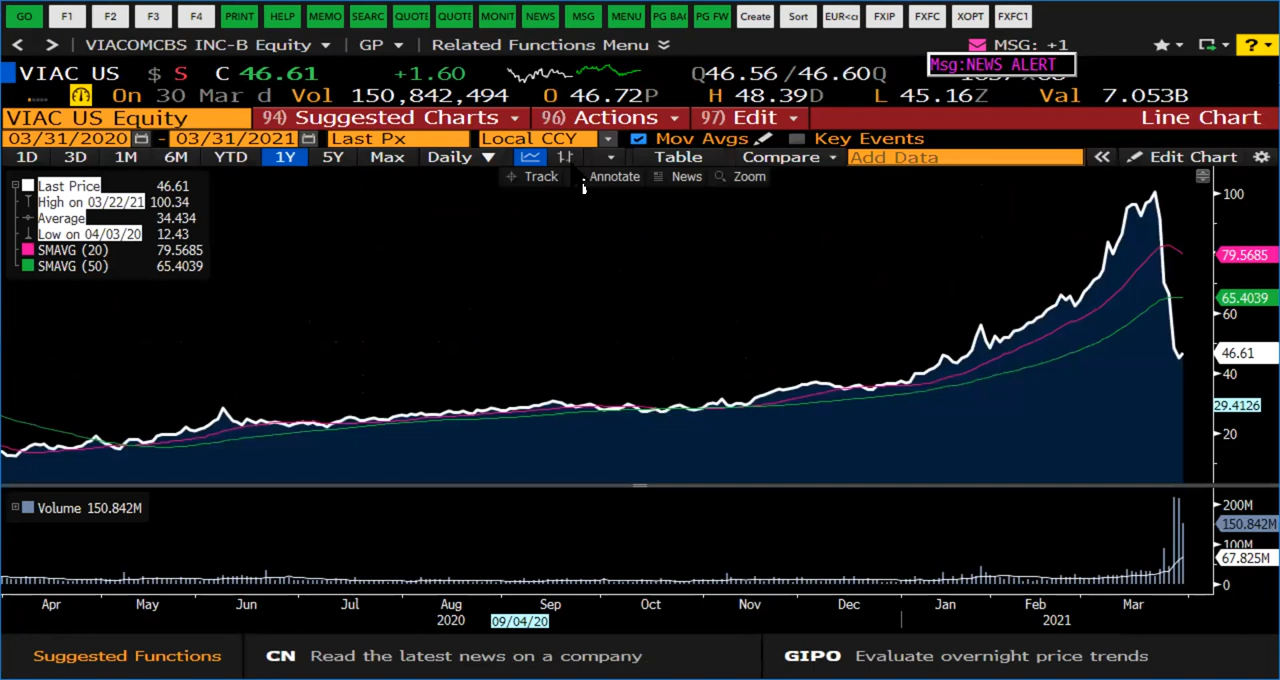 GO F1 F2 F3 F4 PRINT HELP MEMO SEARC QUOTE QUOTE MONIT NEWS MSG MENU PG BAC PG FW Create Sort EUR<cı FXIP FXFC XOPT FXFC1
< > VIACOMCBS INC-B Equity GP Related Functions Menu MSG: +1 ?
Msg:NEWS ALERT
VIAC US $ S C 46.61 +1.60 Q46.56/46.60Q
On 30 Mar d Vol 150,842,494 O 46.72P H 48.39D L 45.16Z Val 7.053B
VIAC US Equity 94) Suggested Charts 96) Actions 97) Edit Line Chart
03/31/2020 - 03/31/2021 Last Px Local CCY Mov Avgs Key Events
1D 3D 1M 6M YTD 1Y 5Y Max Daily Table Compare Add Data « Edit Chart
Track Annotate News Zoom
Last Price 46.61
High on 03/22/21 100.34
Average 34.434
Low on 04/03/20 12.43
SMAVG (20) 79.5685
SMAVG (50) 65.4039
100
79.5685
65.4039
60
46.61
40
29.4126
20
Volume 150.842M
200M
150.842M
100M
67.825M
0
Apr May Jun Jul Aug Sep Oct Nov Dec Jan Feb Mar
2020 09/04/20 2021
Suggested Functions CN Read the latest news on a company GIPO Evaluate overnight price trends